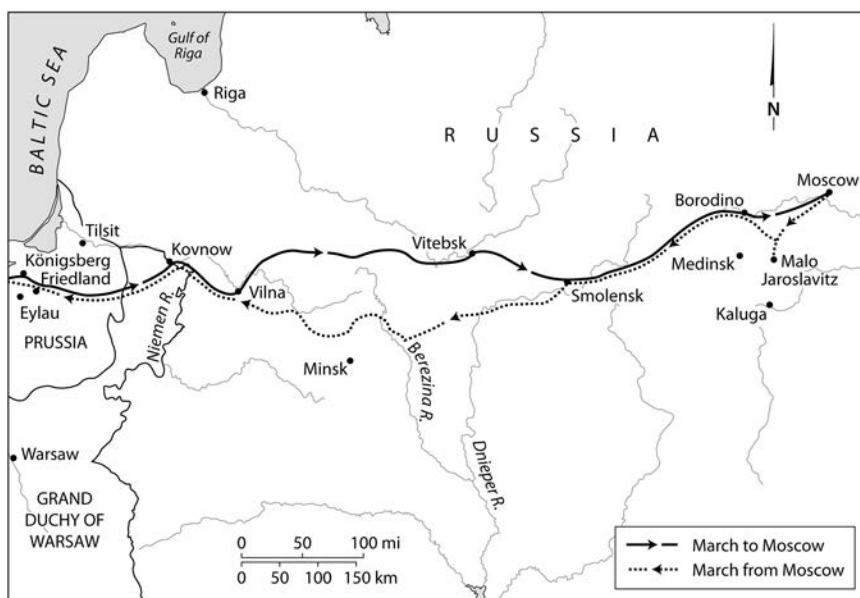 Gulf of
Riga
BALTIC SEA
Riga
RUSSIA
N
Moscow
Borodino
Tilsit
Kovnow
Vitebsk
Königsberg
Friedland
Medinsk
Malo
Jaroslavitz
Vilna
Smolensk
Eylau
Kaluga
PRUSSIA
Niemen R.
Minsk
Berezina R.
Dnieper R.
Warsaw
GRAND
DUCHY OF
WARSAW
0 50 100 mi
0 50 100 150 km
March to Moscow
March from Moscow